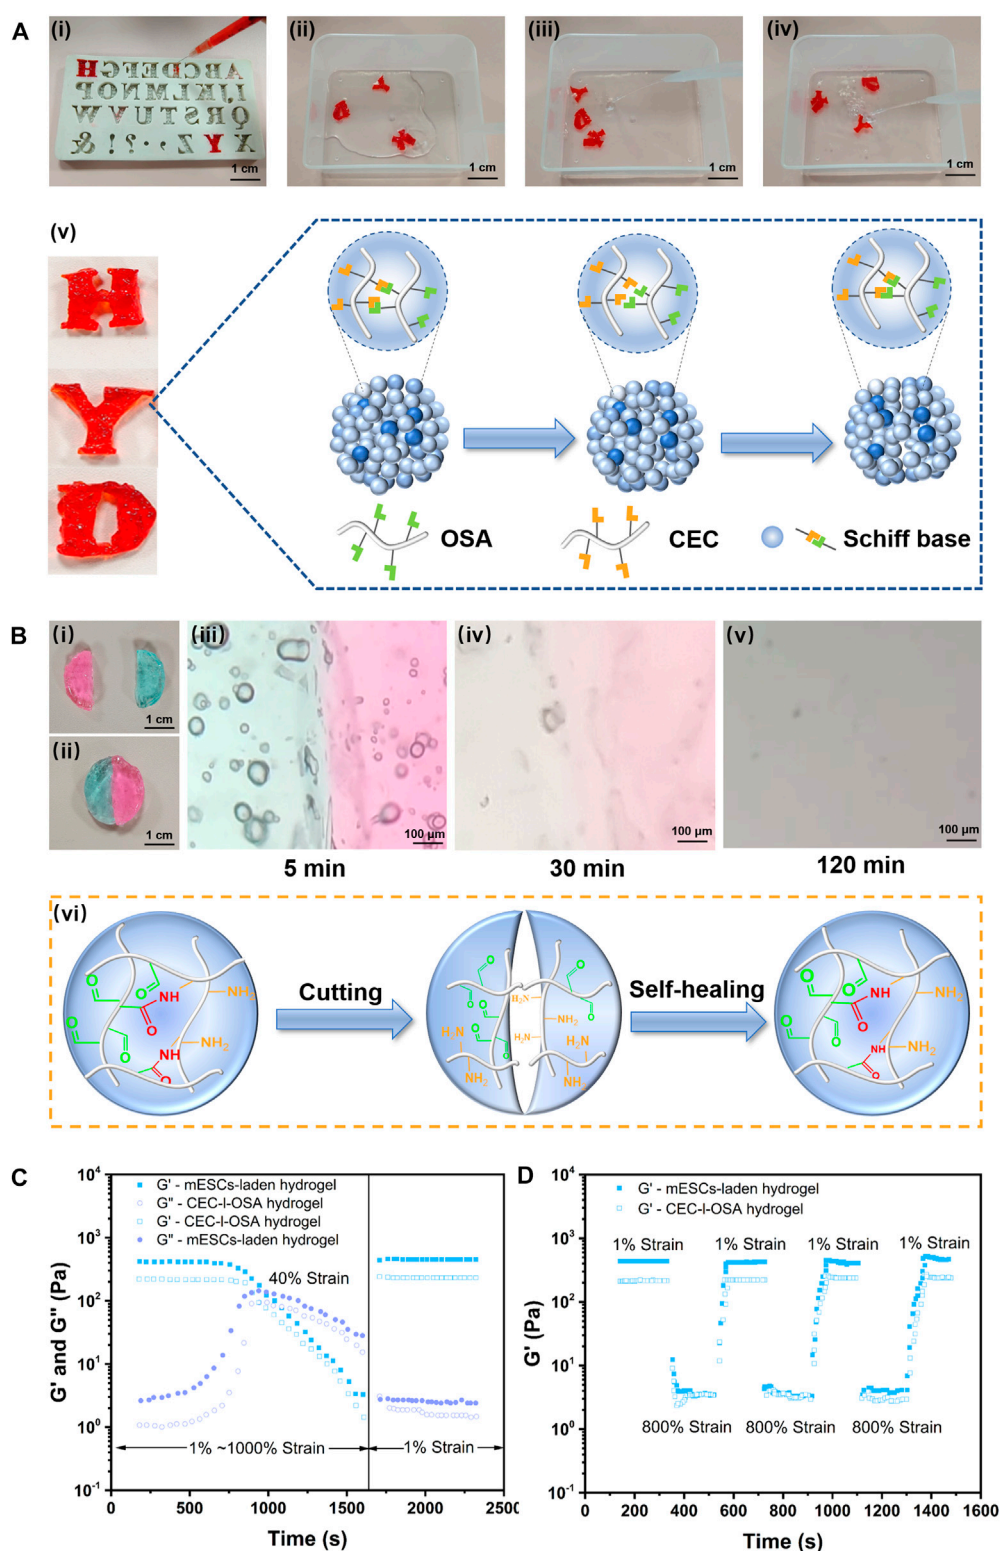 A
(i)
(ii)
(iii)
(iv)
ABCDEFGH
IJKLMNOP
QRSTUVW
XYZ
1 cm
1 cm
1 cm
1 cm
(v)
H
Y
D
OSA
CEC
Schiff base
B
(i)
(ii)
(iii)
(iv)
(v)
1 cm
1 cm
100 μm
100 μm
100 μm
5 min
30 min
120 min
(vi)
O
O
NH
NH₂
O
O
O
NH
NH₂
O
Cutting
O
O
O
O
O
H₂N
H₂N
NH₂
H₂N
NH₂
H₂N
NH₂
Self-healing
O
O
NH
NH₂
O
O
O
NH
NH₂
O
C
G' and G'' (Pa)
10⁴
10³
10²
10¹
10⁰
10⁻¹
G' - mESCs-laden hydrogel
G'' - CEC-l-OSA hydrogel
G' - CEC-l-OSA hydrogel
G'' - mESCs-laden hydrogel
40% Strain
1% ~1000% Strain
1% Strain
0 500 1000 1500 2000 2500
Time (s)
D
G' (Pa)
10⁴
10³
10²
10¹
10⁰
10⁻¹
G' - mESCs-laden hydrogel
G' - CEC-l-OSA hydrogel
1% Strain 1% Strain 1% Strain 1% Strain
800% Strain 800% Strain 800% Strain
0 200 400 600 800 1000 1200 1400 1600
Time (s)